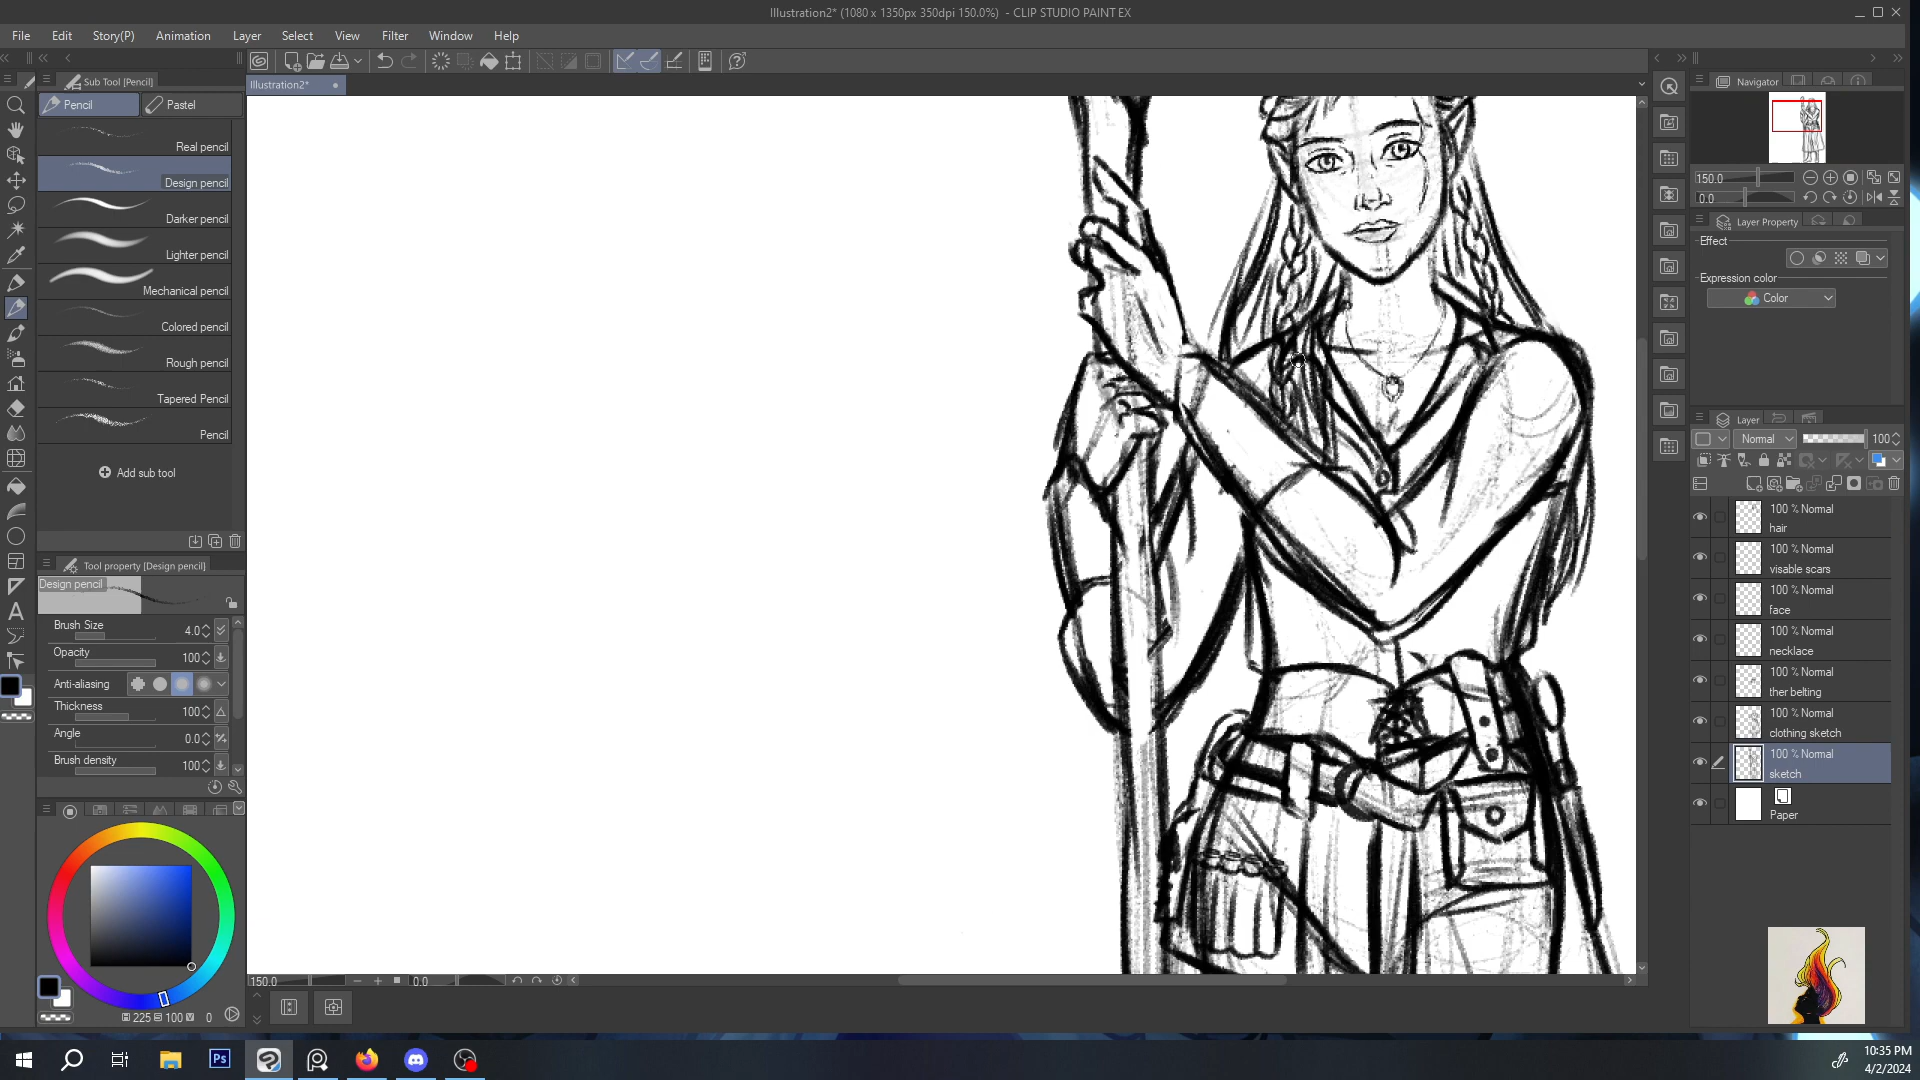 Illustration2* (1080 x 1350px 350dpi 150.0%) - CLIP STUDIO PAINT EX
File Edit Story(P) Animation Layer Select View Filter Window Help
Sub Tool [Pencil]
Pencil Pastel
Real pencil
Design pencil
Darker pencil
Lighter pencil
Mechanical pencil
Colored pencil
Rough pencil
Tapered Pencil
Pencil
Add sub tool
Tool property [Design pencil]
Design pencil
Brush Size 4.0
Opacity 100
Anti-aliasing
Thickness 100
Angle 0.0
Brush density 100
225 100 0
Illustration2*
150.0 0.0
Navigator
150.0
0.0
Layer Property
Effect
Expression color
Color
Layer
Normal 100
100 % Normal
hair
100 % Normal
visable scars
100 % Normal
face
100 % Normal
necklace
100 % Normal
ther belting
100 % Normal
clothing sketch
100 % Normal
sketch
Paper
Ps
10:35 PM
4/2/2024